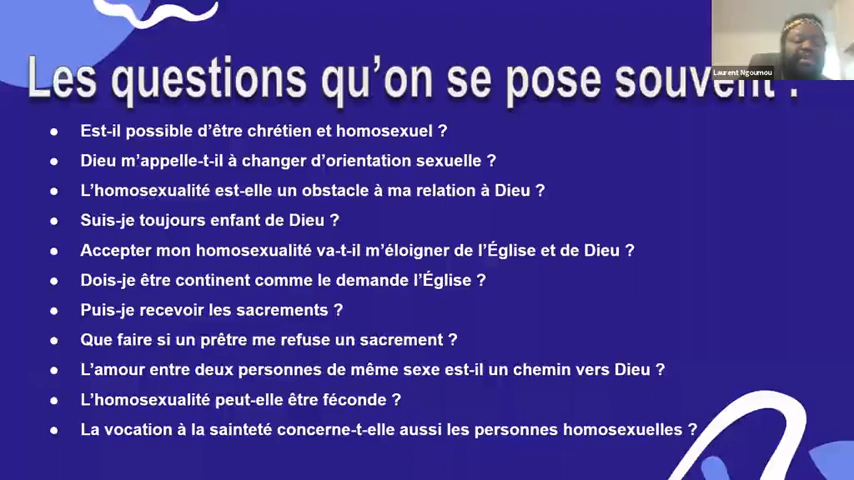 Les questions qu’on se pose souvent :
Laurent Ngoumou
● Est-il possible d’être chrétien et homosexuel ?
● Dieu m’appelle-t-il à changer d’orientation sexuelle ?
● L’homosexualité est-elle un obstacle à ma relation à Dieu ?
● Suis-je toujours enfant de Dieu ?
● Accepter mon homosexualité va-t-il m’éloigner de l’Église et de Dieu ?
● Dois-je être continent comme le demande l’Église ?
● Puis-je recevoir les sacrements ?
● Que faire si un prêtre me refuse un sacrement ?
● L’amour entre deux personnes de même sexe est-il un chemin vers Dieu ?
● L’homosexualité peut-elle être féconde ?
● La vocation à la sainteté concerne-t-elle aussi les personnes homosexuelles ?